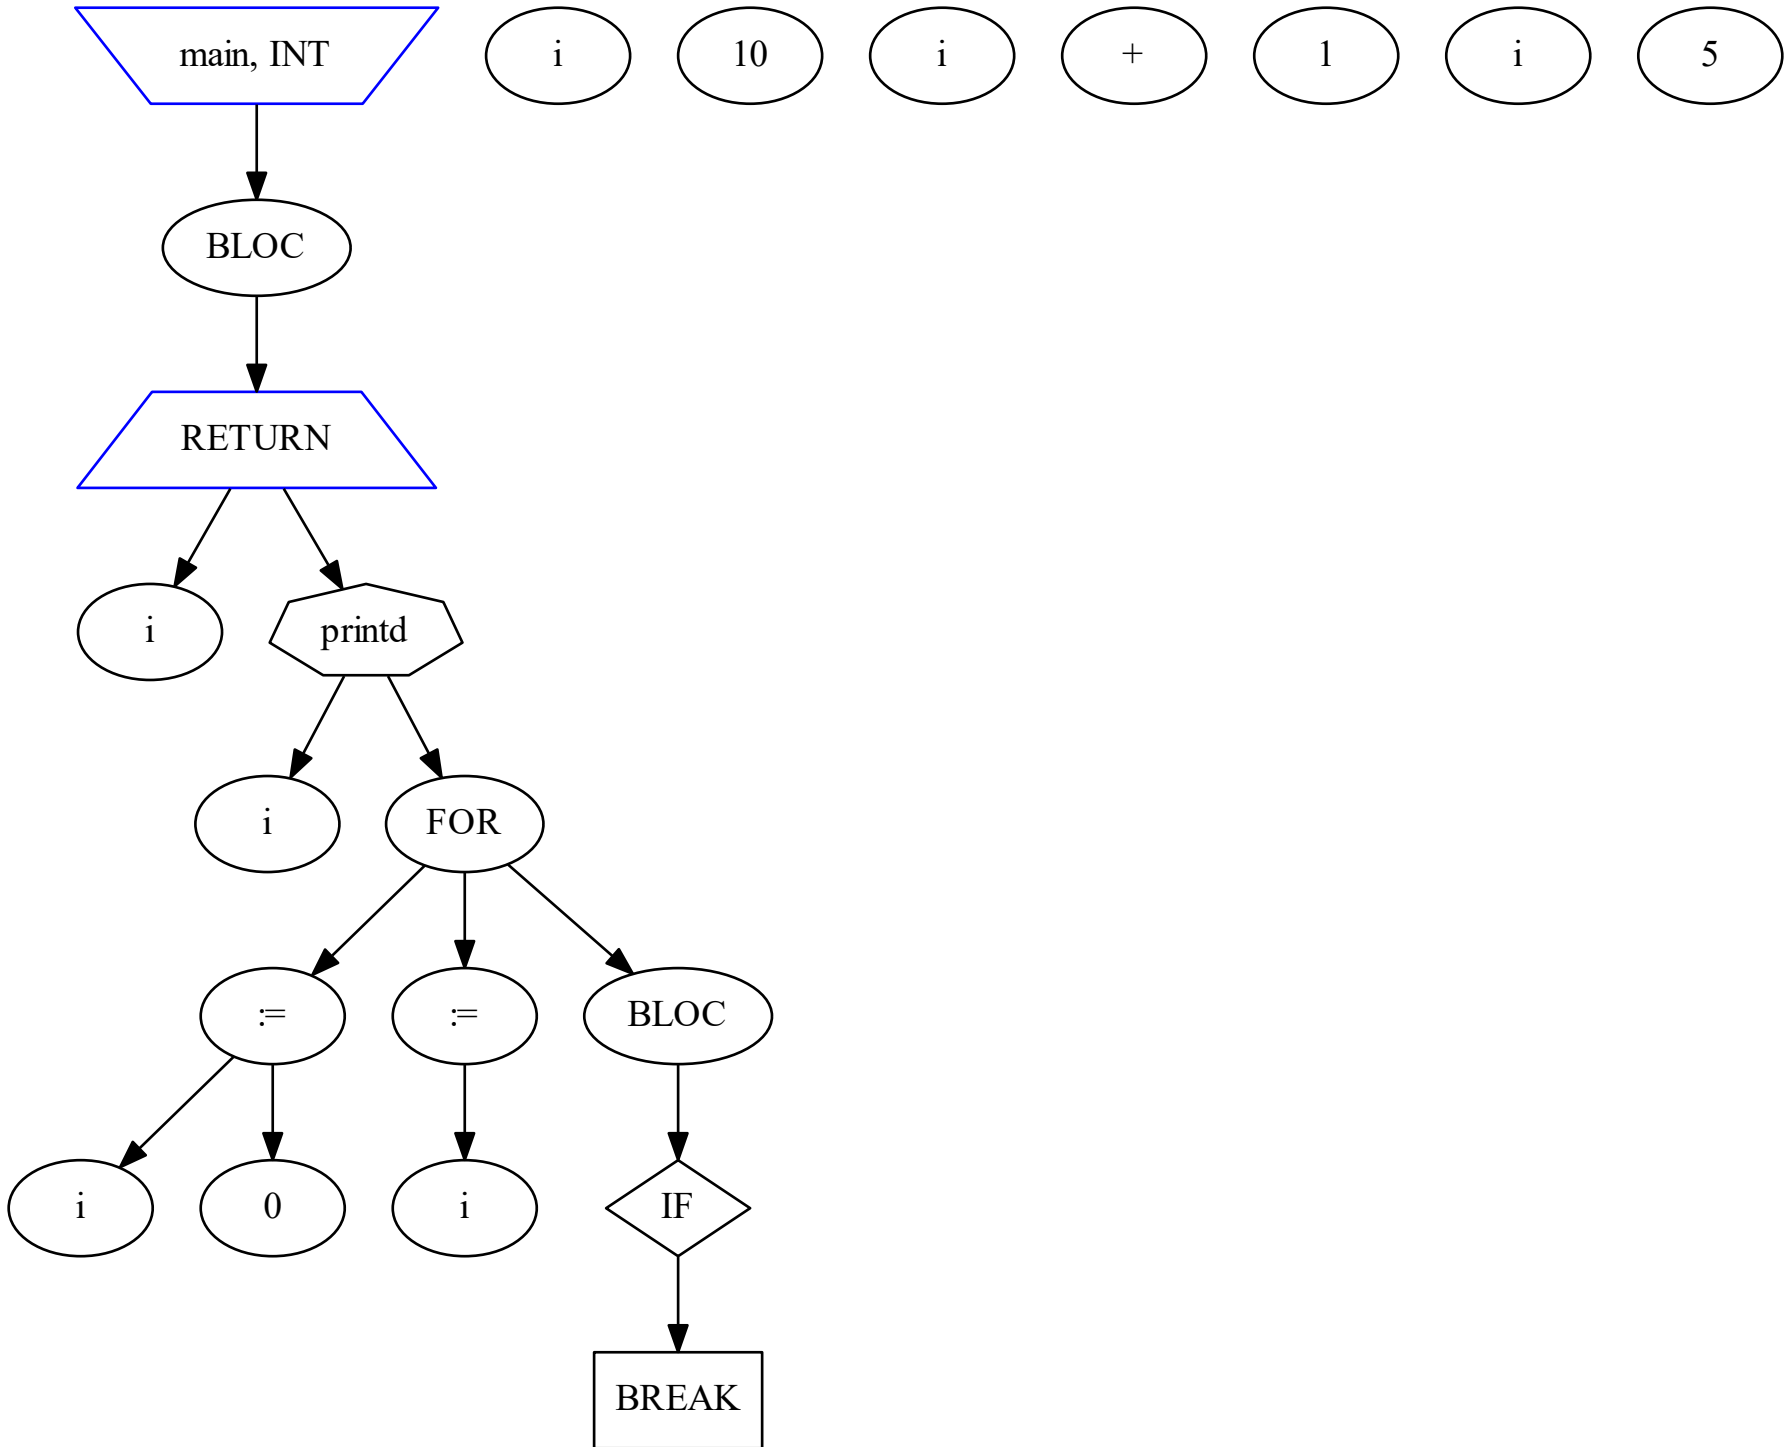 main, INT
i
10
i
+
1
i
5
BLOC
RETURN
i
printd
i
FOR
:=
:=
BLOC
i
0
i
IF
BREAK